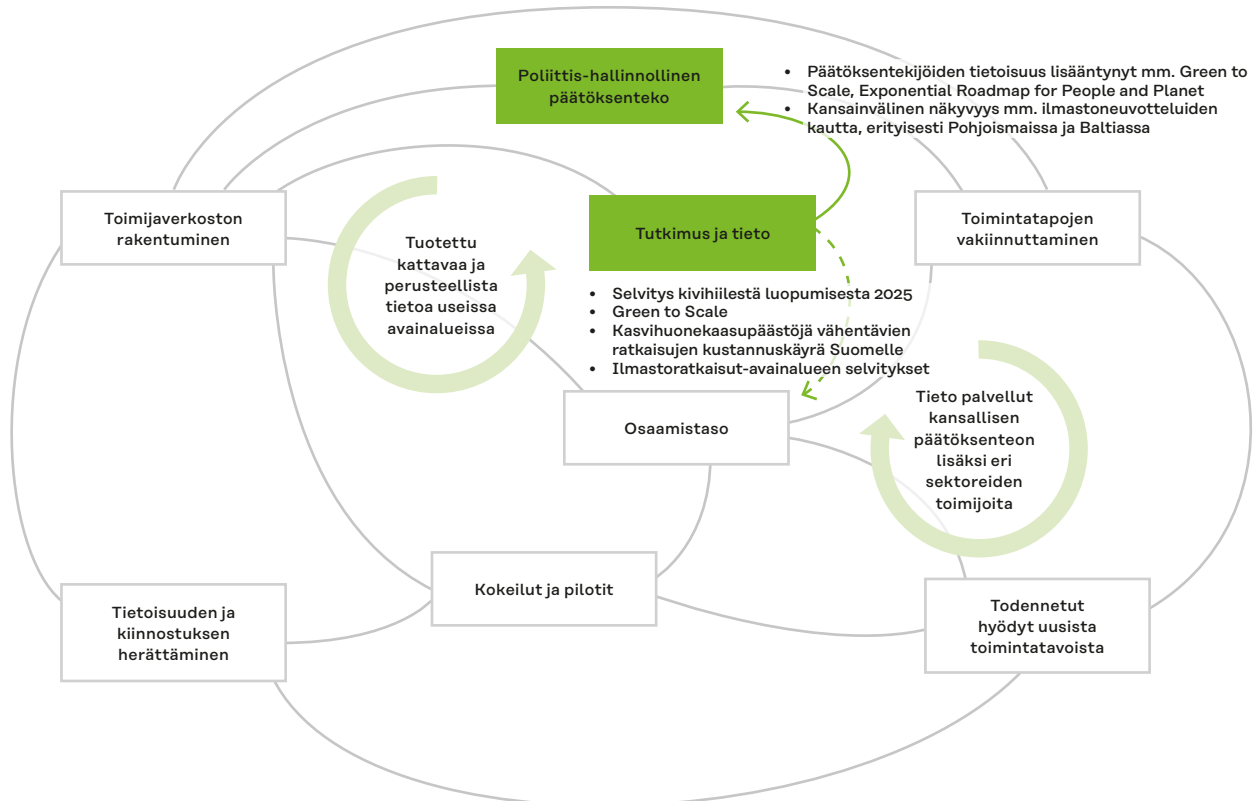 Poliittis-hallinnollinen
päätöksenteko
• Päätöksentekijöiden tietoisuus lisääntynyt mm. Green to
Scale, Exponential Roadmap for People and Planet
• Kansainvälinen näkyvyys mm. ilmastoneuvotteluiden
kautta, erityisesti Pohjoismaissa ja Baltiassa
Toimijaverkoston
rakentuminen
Tuotettu
kattavaa ja
perusteellista
tietoa useissa
avainalueissa
Tutkimus ja tieto
Toimintatapojen
vakiinnuttaminen
• Selvitys kivihiilestä luopumisesta 2025
• Green to Scale
• Kasvihuonekaasupäästöjä vähentävien
ratkaisujen kustannuskäyrä Suomelle
• Ilmastoratkaisut-avainalueen selvitykset
Osaamistaso
Tieto palvellut
kansallisen
päätöksenteon
lisäksi eri
sektoreiden
toimijoita
Kokeilut ja pilotit
Tietoisuuden ja
kiinnostuksen
herättäminen
Todennetut
hyödyt uusista
toimintatavoista